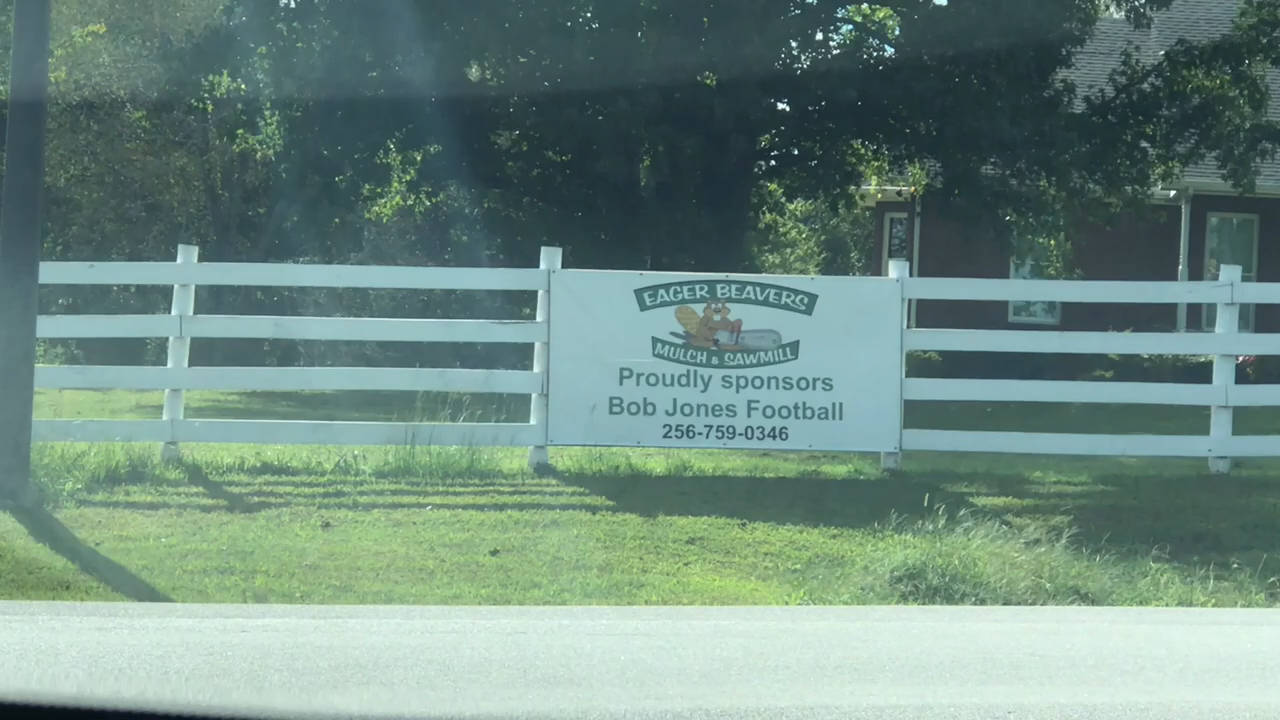 EAGER BEAVERS
MULCH & SAWMILL
Proudly sponsors
Bob Jones Football
256-759-0346